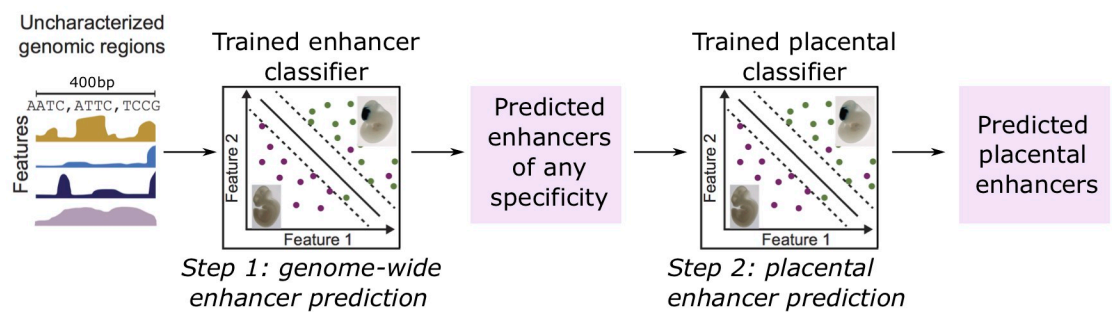 Uncharacterized
genomic regions
400bp
AATC,ATTC,TCCG
Features
Trained enhancer
classifier
Feature 2
Feature 1
Step 1: genome-wide
enhancer prediction
Predicted
enhancers
of any
specificity
Trained placental
classifier
Feature 2
Feature 1
Step 2: placental
enhancer prediction
Predicted
placental
enhancers